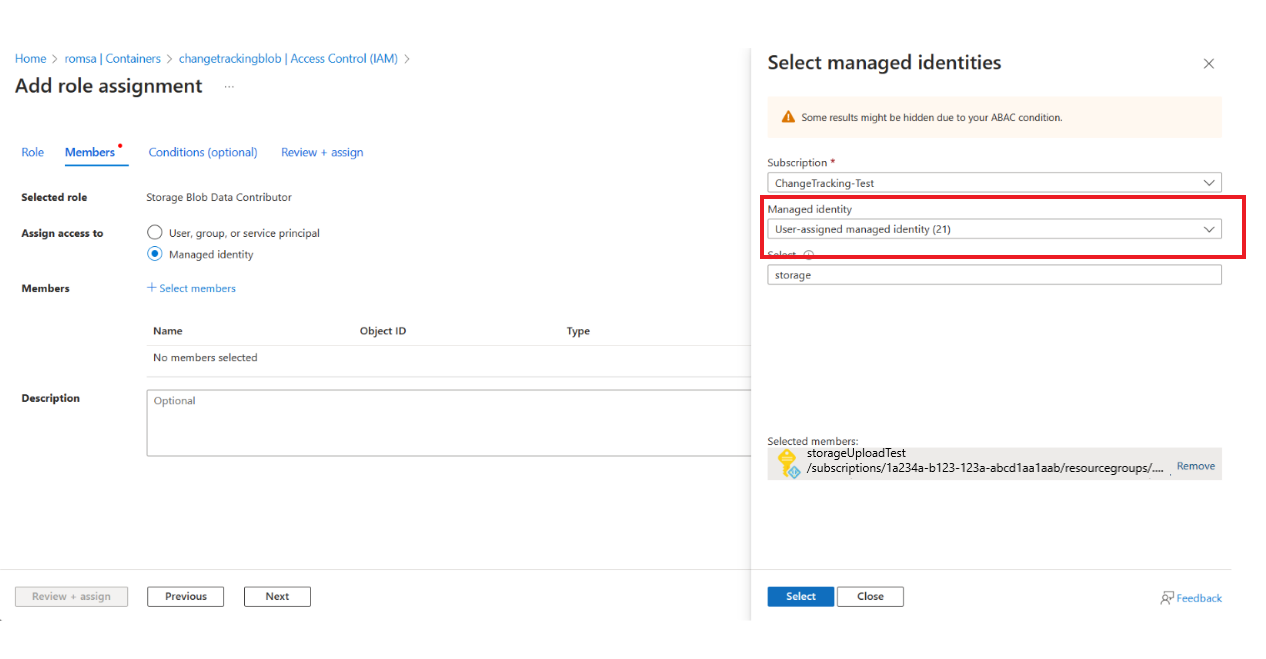 Home > romsa | Containers > changetrackingblob | Access Control (IAM) >
Add role assignment ...
Role Members Conditions (optional) Review + assign
Selected role Storage Blob Data Contributor
Assign access to User, group, or service principal
Managed identity
Members + Select members
Name Object ID Type
No members selected
Description Optional
Review + assign Previous Next
Select managed identities
Some results might be hidden due to your ABAC condition.
Subscription *
ChangeTracking-Test
Managed identity
User-assigned managed identity (21)
Select
storage
Selected members:
storageUploadTest
/subscriptions/1a234a-b123-123a-abcd1aa1aab/resourcegroups/.... Remove
Select Close Feedback